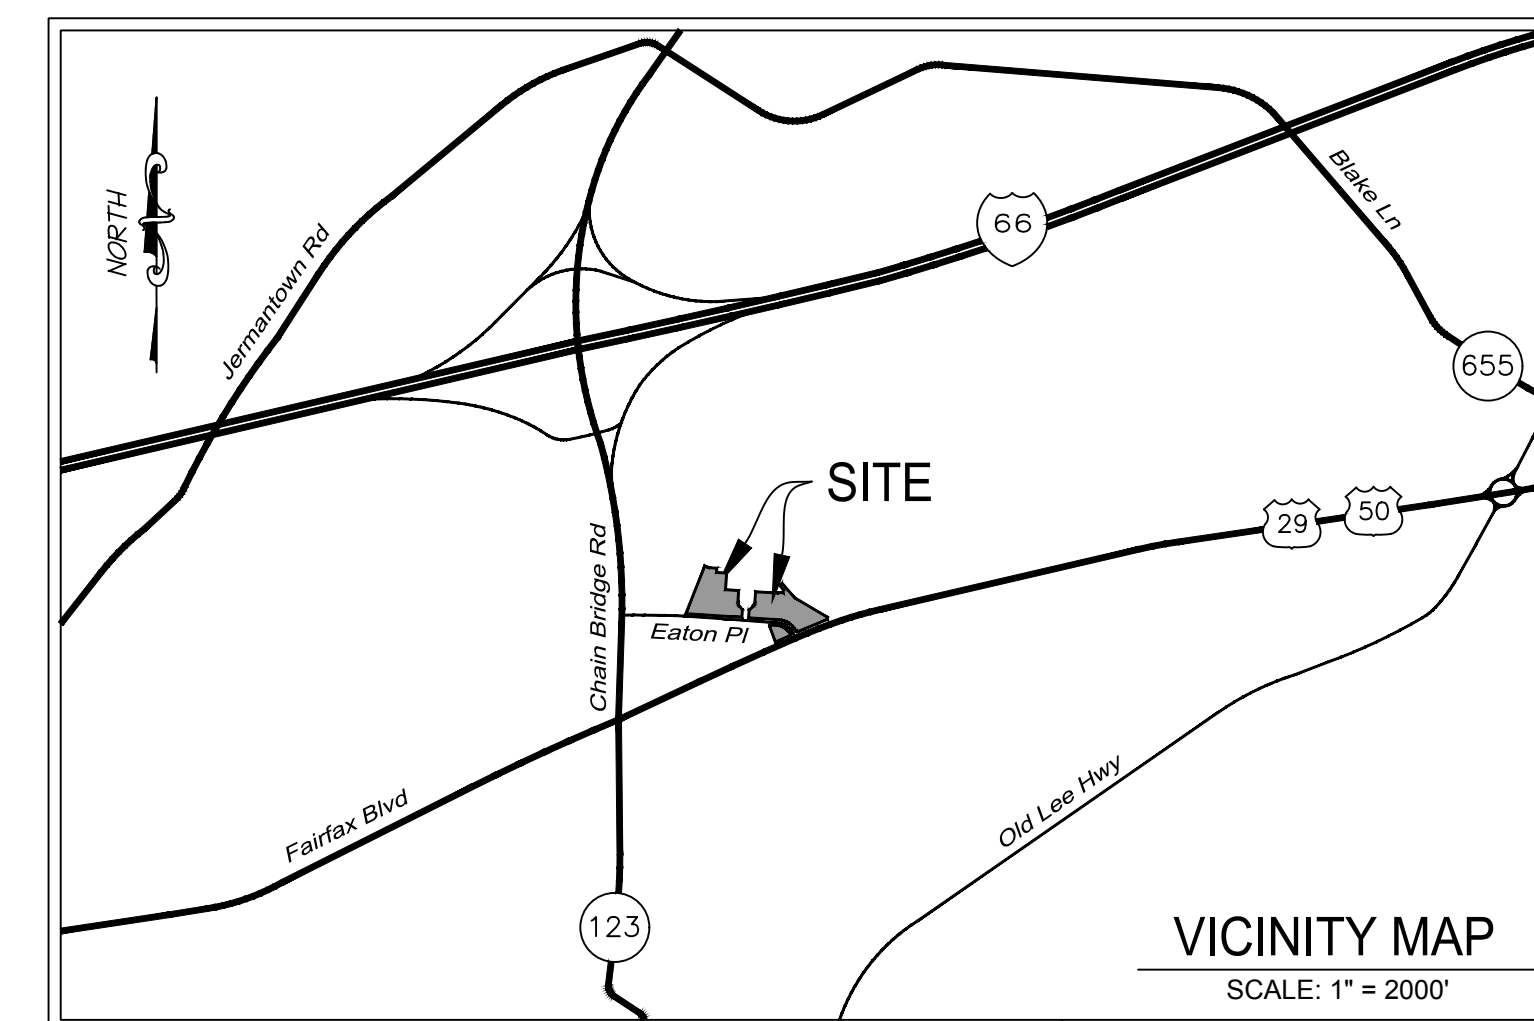 NORTH
Jermantown Rd
66
Blake Ln
655
SITE
29
50
Chain Bridge Rd
Eaton Pl
Fairfax Blvd
Old Lee Hwy
123
VICINITY MAP
SCALE: 1" = 2000'